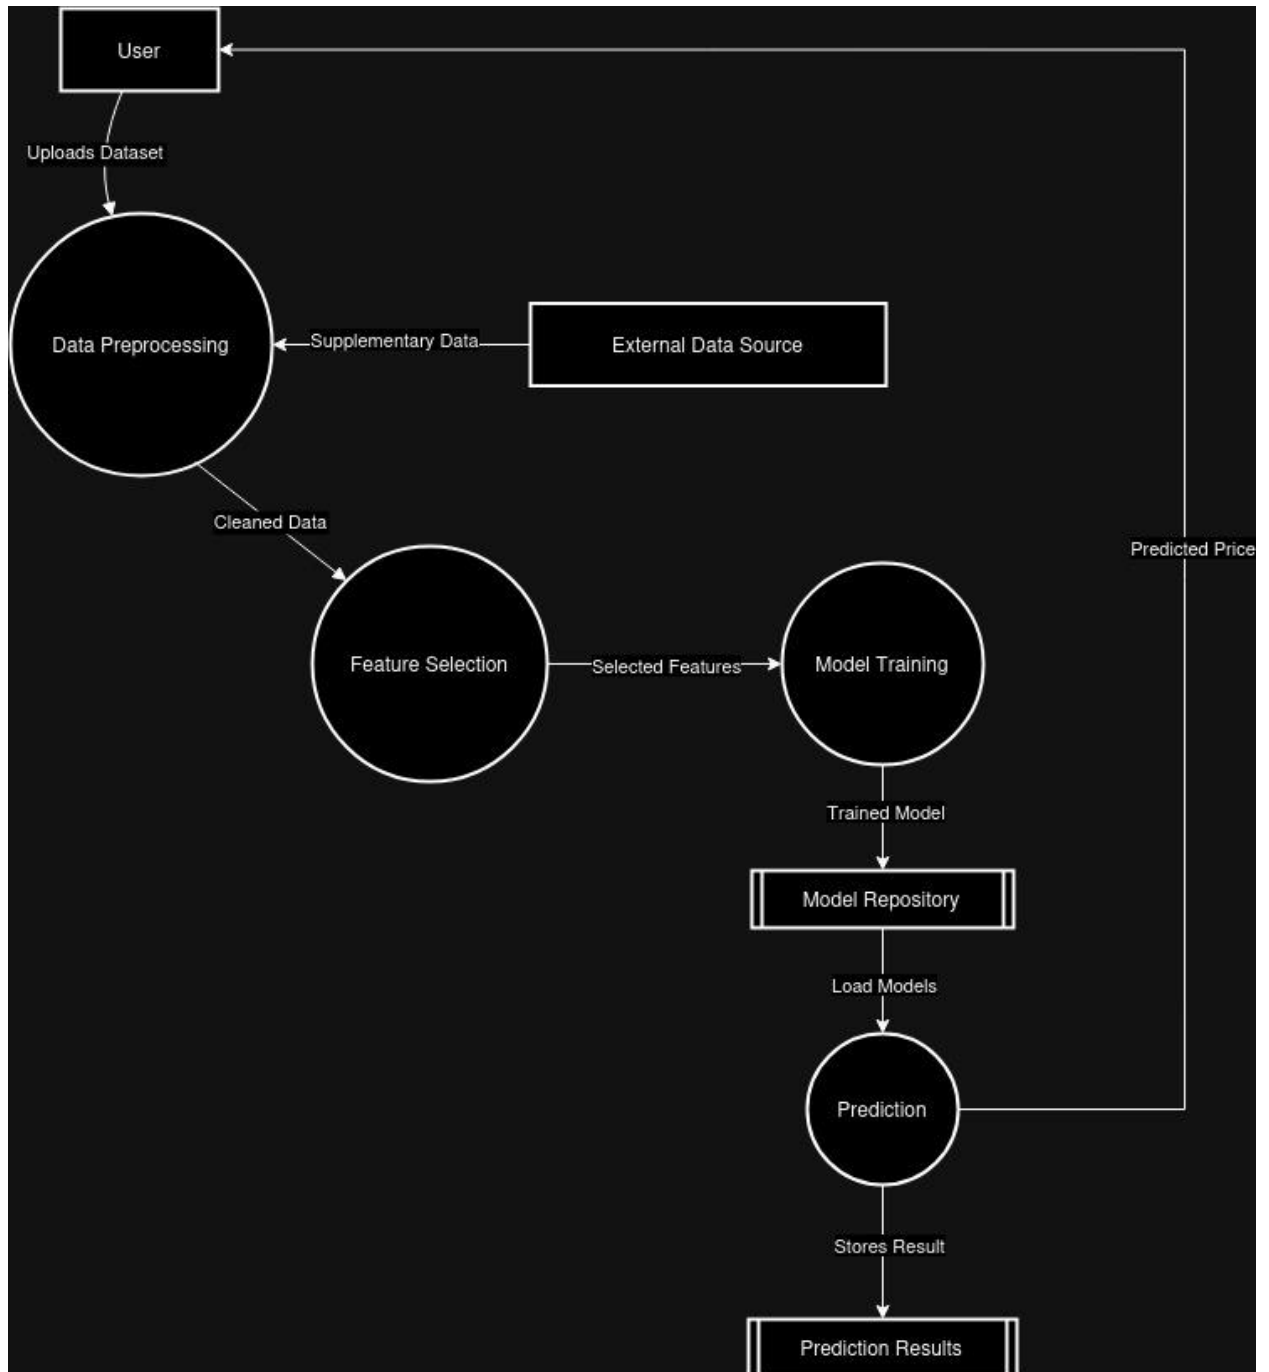 User
Uploads Dataset
Data Preprocessing
Supplementary Data
External Data Source
Cleaned Data
Predicted Price
Feature Selection
Selected Features
Model Training
Trained Model
Model Repository
Load Models
Prediction
Stores Result
Prediction Results